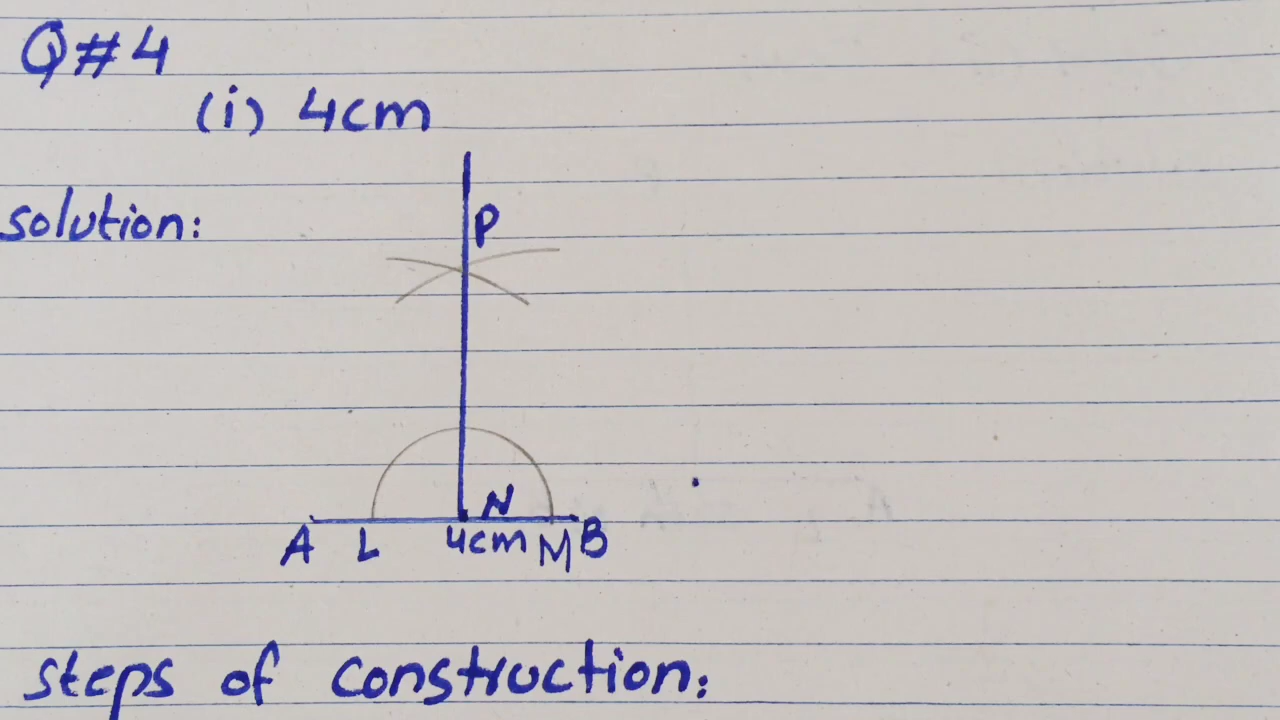 Q#4
(i) 4cm
solution:
P
N
A L 4cm M B
steps of construction: